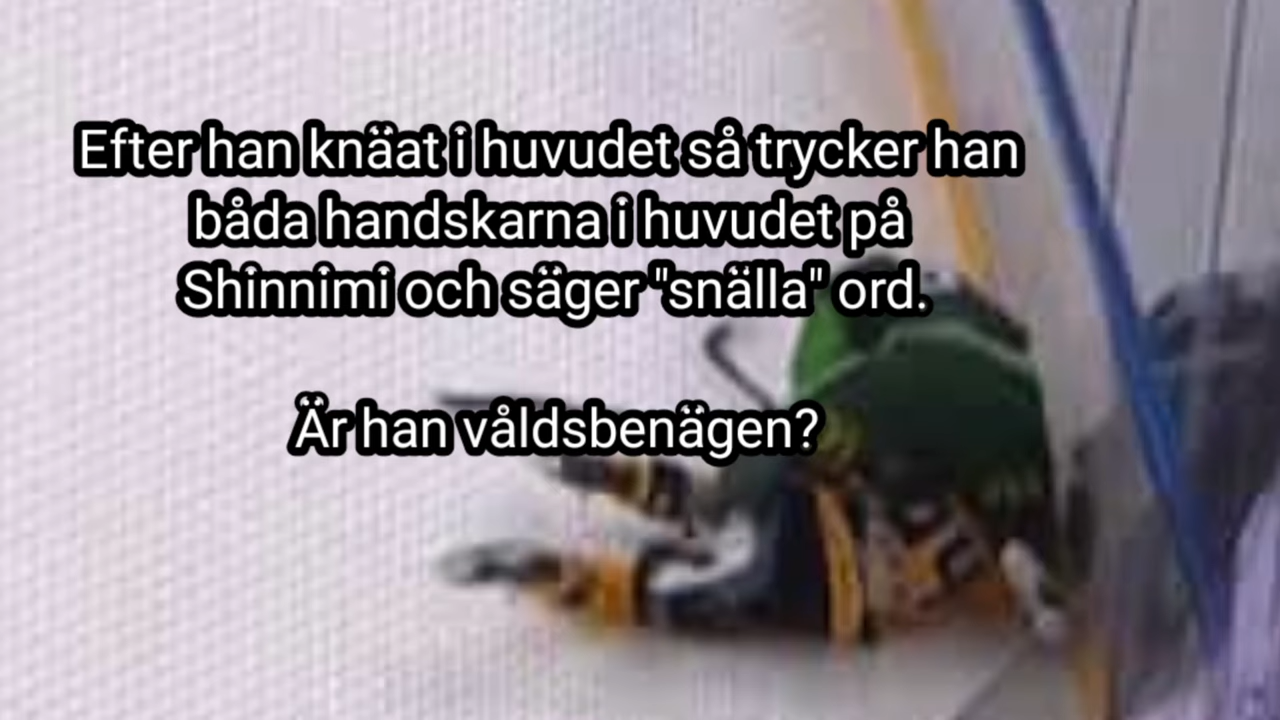 Efter han knäat i huvudet så trycker han
båda handskarna i huvudet på
Shinnimi och säger "snälla" ord.
Är han våldsbenägen?